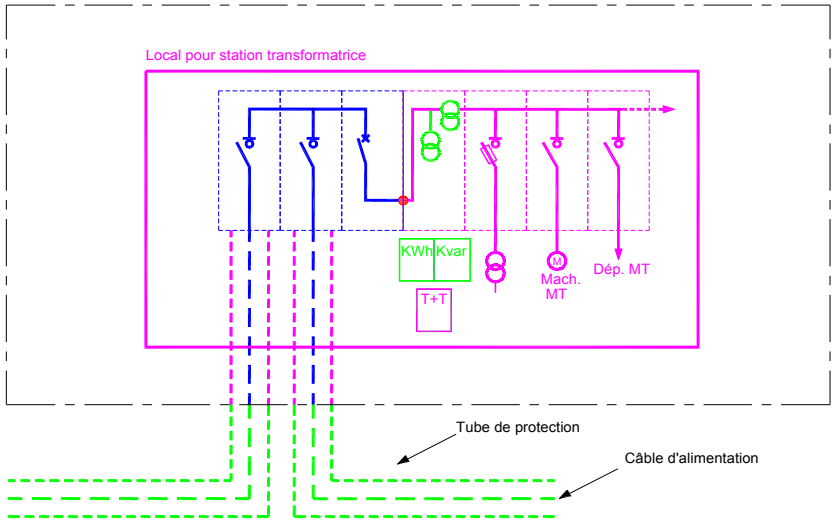 Local pour station transformatrice
KWh Kvar
T+T
M
Mach.
MT
Dép. MT
Tube de protection
Câble d'alimentation